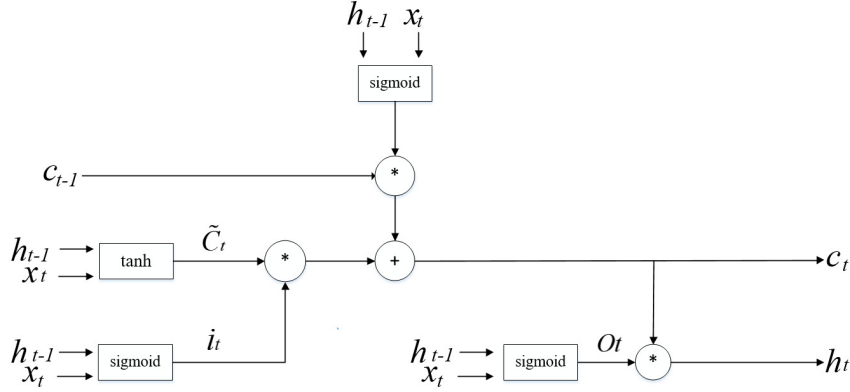 h t-1 x t
sigmoid
*
c t-1
h t-1
x t
tanh
C̃ t
*
+
c t
h t-1
x t
sigmoid
i t
h t-1
x t
sigmoid
Ot
*
h t